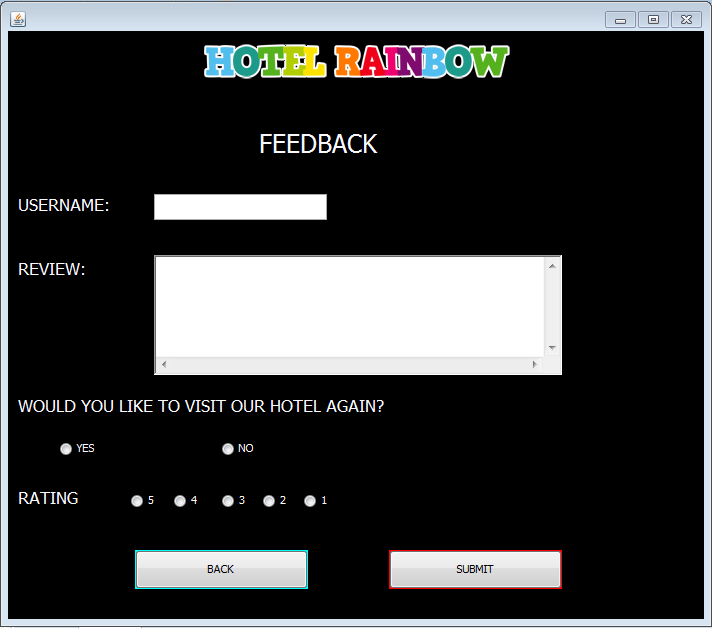 HOTEL RAINBOW
FEEDBACK
USERNAME:
REVIEW:
WOULD YOU LIKE TO VISIT OUR HOTEL AGAIN?
YES NO
RATING 5 4 3 2 1
BACK SUBMIT